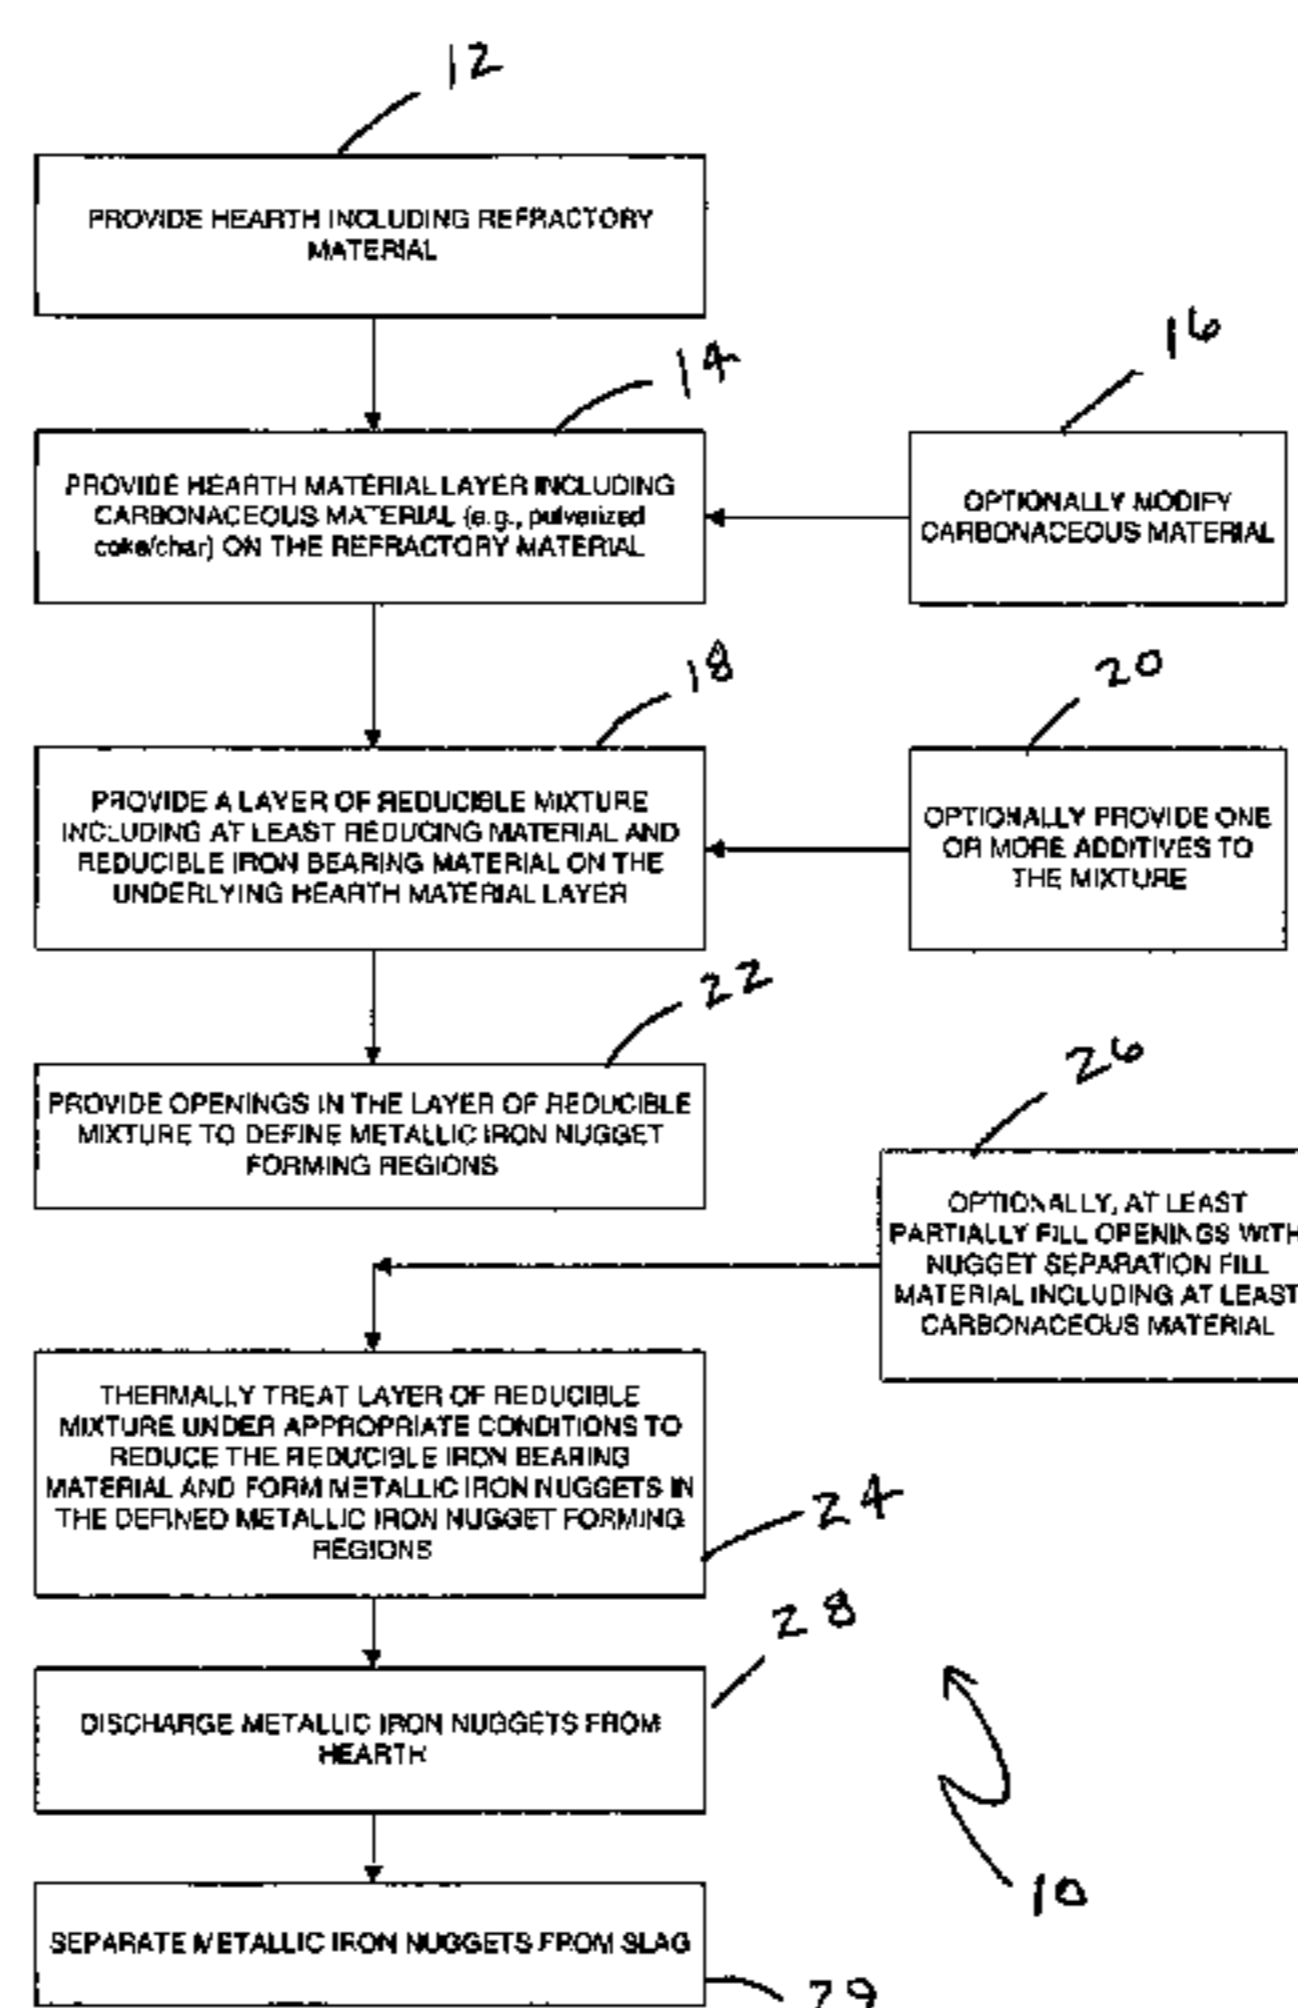 12
PROVIDE HEARTH INCLUDING REFRACTORY
MATERIAL
14
PROVIDE HEARTH MATERIAL LAYER INCLUDING
CARBONACEOUS MATERIAL (e.g., pulverized
coke/char) ON THE REFRACTORY MATERIAL
16
OPTIONALLY MODIFY
CARBONACEOUS MATERIAL
18
PROVIDE A LAYER OF REDUCIBLE MIXTURE
INCLUDING AT LEAST REDUCING MATERIAL AND
REDUCIBLE IRON BEARING MATERIAL ON THE
UNDERLYING HEARTH MATERIAL LAYER
20
OPTIONALLY PROVIDE ONE
OR MORE ADDITIVES TO
THE MIXTURE
22
PROVIDE OPENINGS IN THE LAYER OF REDUCIBLE
MIXTURE TO DEFINE METALLIC IRON NUGGET
FORMING REGIONS
26
OPTIONALLY, AT LEAST
PARTIALLY FILL OPENINGS WITH
NUGGET SEPARATION FILL
MATERIAL INCLUDING AT LEAST
CARBONACEOUS MATERIAL
THERMALLY TREAT LAYER OF REDUCIBLE
MIXTURE UNDER APPROPRIATE CONDITIONS TO
REDUCE THE REDUCIBLE IRON BEARING
MATERIAL AND FORM METALLIC IRON NUGGETS IN
THE DEFINED METALLIC IRON NUGGET FORMING
REGIONS
24
28
DISCHARGE METALLIC IRON NUGGETS FROM
HEARTH
10
SEPARATE METALLIC IRON NUGGETS FROM SLAG
29